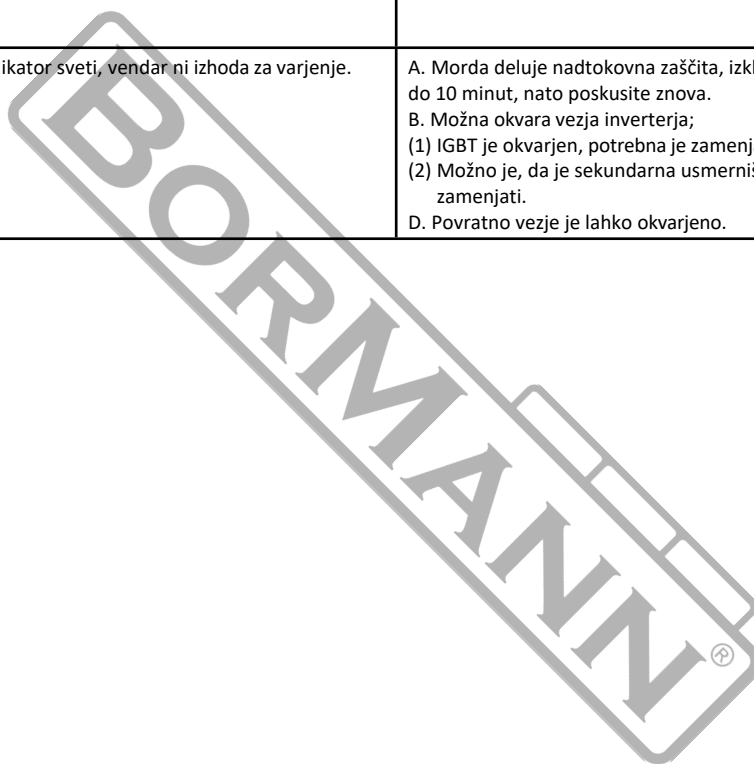 ikator sveti, vendar ni izhoda za varjenje.
A. Morda deluje nadtokovna zaščita, izkl
do 10 minut, nato poskusite znova.
B. Možna okvara vezja inverterja;
(1) IGBT je okvarjen, potrebna je zamenj
(2) Možno je, da je sekundarna usmerniš
zamenjati.
D. Povratno vezje je lahko okvarjeno.
BORMANN®